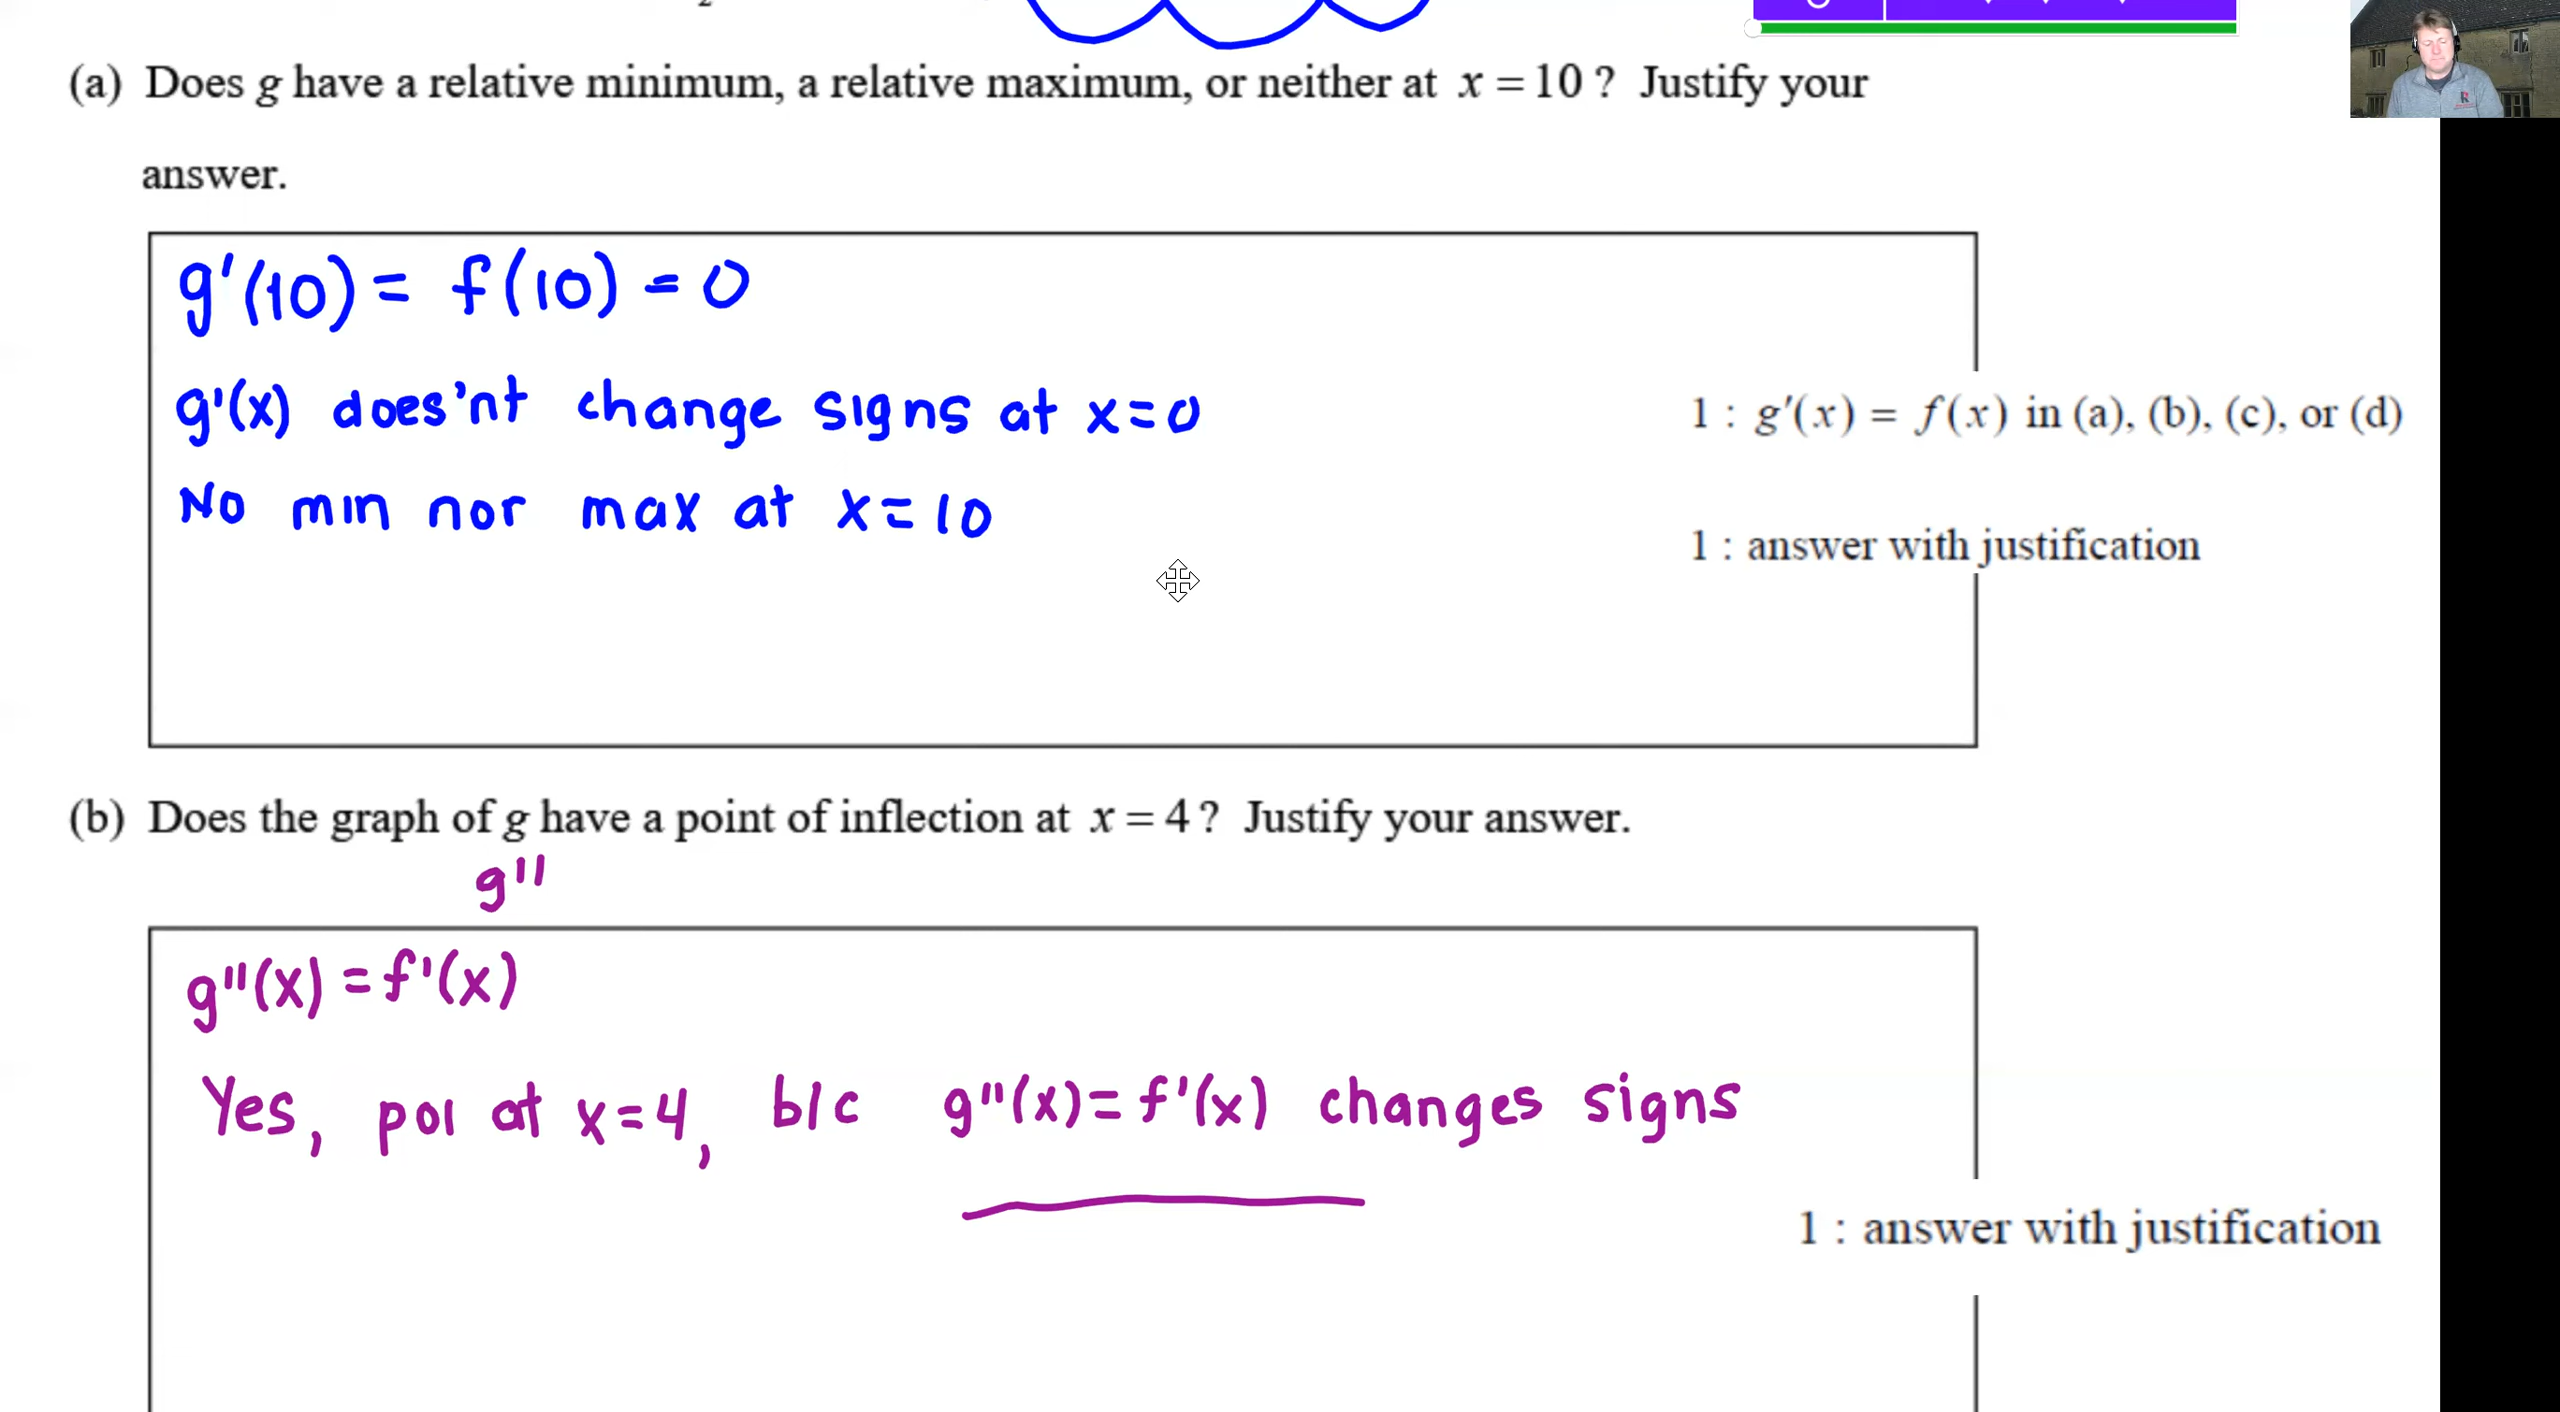 (a) Does g have a relative minimum, a relative maximum, or neither at x = 10 ? Justify your
answer.
g'(10) = f(10) = 0
g'(x) does'nt change signs at x=0
1 : g′(x) = f(x) in (a), (b), (c), or (d)
No min nor max at x=10
1 : answer with justification
(b) Does the graph of g have a point of inflection at x = 4 ? Justify your answer.
g''
g''(x) = f'(x)
Yes, poi at x=4, b/c g''(x) = f'(x) changes signs
1 : answer with justification